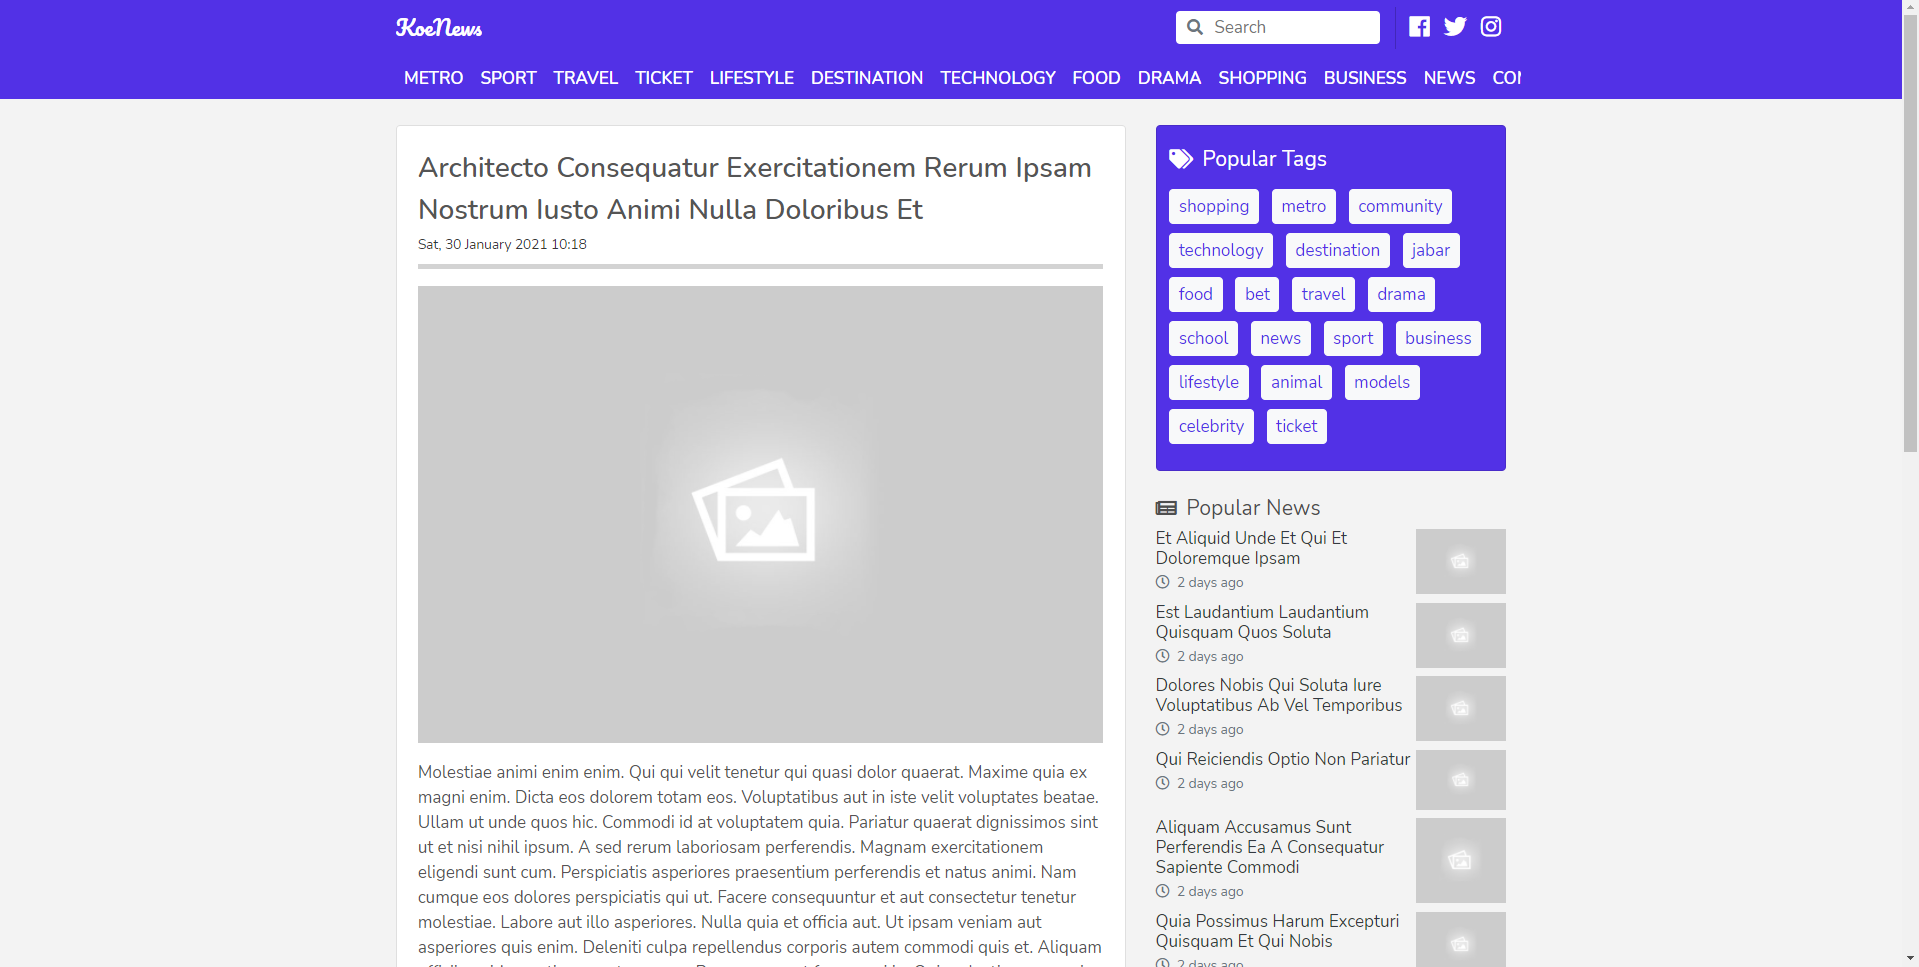 KoeNews
Search
METRO SPORT TRAVEL TICKET LIFESTYLE DESTINATION TECHNOLOGY FOOD DRAMA SHOPPING BUSINESS NEWS
Architecto Consequatur Exercitationem Rerum Ipsam
Nostrum Iusto Animi Nulla Doloribus Et
Sat, 30 January 2021 10:18
Molestiae animi enim enim. Qui qui velit tenetur qui quasi dolor quaerat. Maxime quia ex
magni enim. Dicta eos dolorem totam eos. Voluptatibus aut in iste velit voluptates beatae.
Ullam ut unde quos hic. Commodi id at voluptatem quia. Pariatur quaerat dignissimos sint
ut et nisi nihil ipsum. A sed rerum laboriosam perferendis. Magnam exercitationem
eligendi sunt cum. Perspiciatis asperiores praesentium perferendis et natus animi. Nam
cumque eos dolores perspiciatis qui ut. Facere consequuntur et aut consectetur tenetur
molestiae. Labore aut illo asperiores. Nulla quia et officia aut. Ut ipsam veniam aut
asperiores quis enim. Deleniti culpa repellendus corporis autem commodi quis et. Aliquam
Popular Tags
shopping metro community
technology destination jabar
food bet travel drama
school news sport business
lifestyle animal models
celebrity ticket
Popular News
Et Aliquid Unde Et Qui Et
Doloremque Ipsam
2 days ago
Est Laudantium Laudantium
Quisquam Quos Soluta
2 days ago
Dolores Nobis Qui Soluta Iure
Voluptatibus Ab Vel Temporibus
2 days ago
Qui Reiciendis Optio Non Pariatur
2 days ago
Aliquam Accusamus Sunt
Perferendis Ea A Consequatur
Sapiente Commodi
2 days ago
Quia Possimus Harum Excepturi
Quisquam Et Qui Nobis
2 days ago